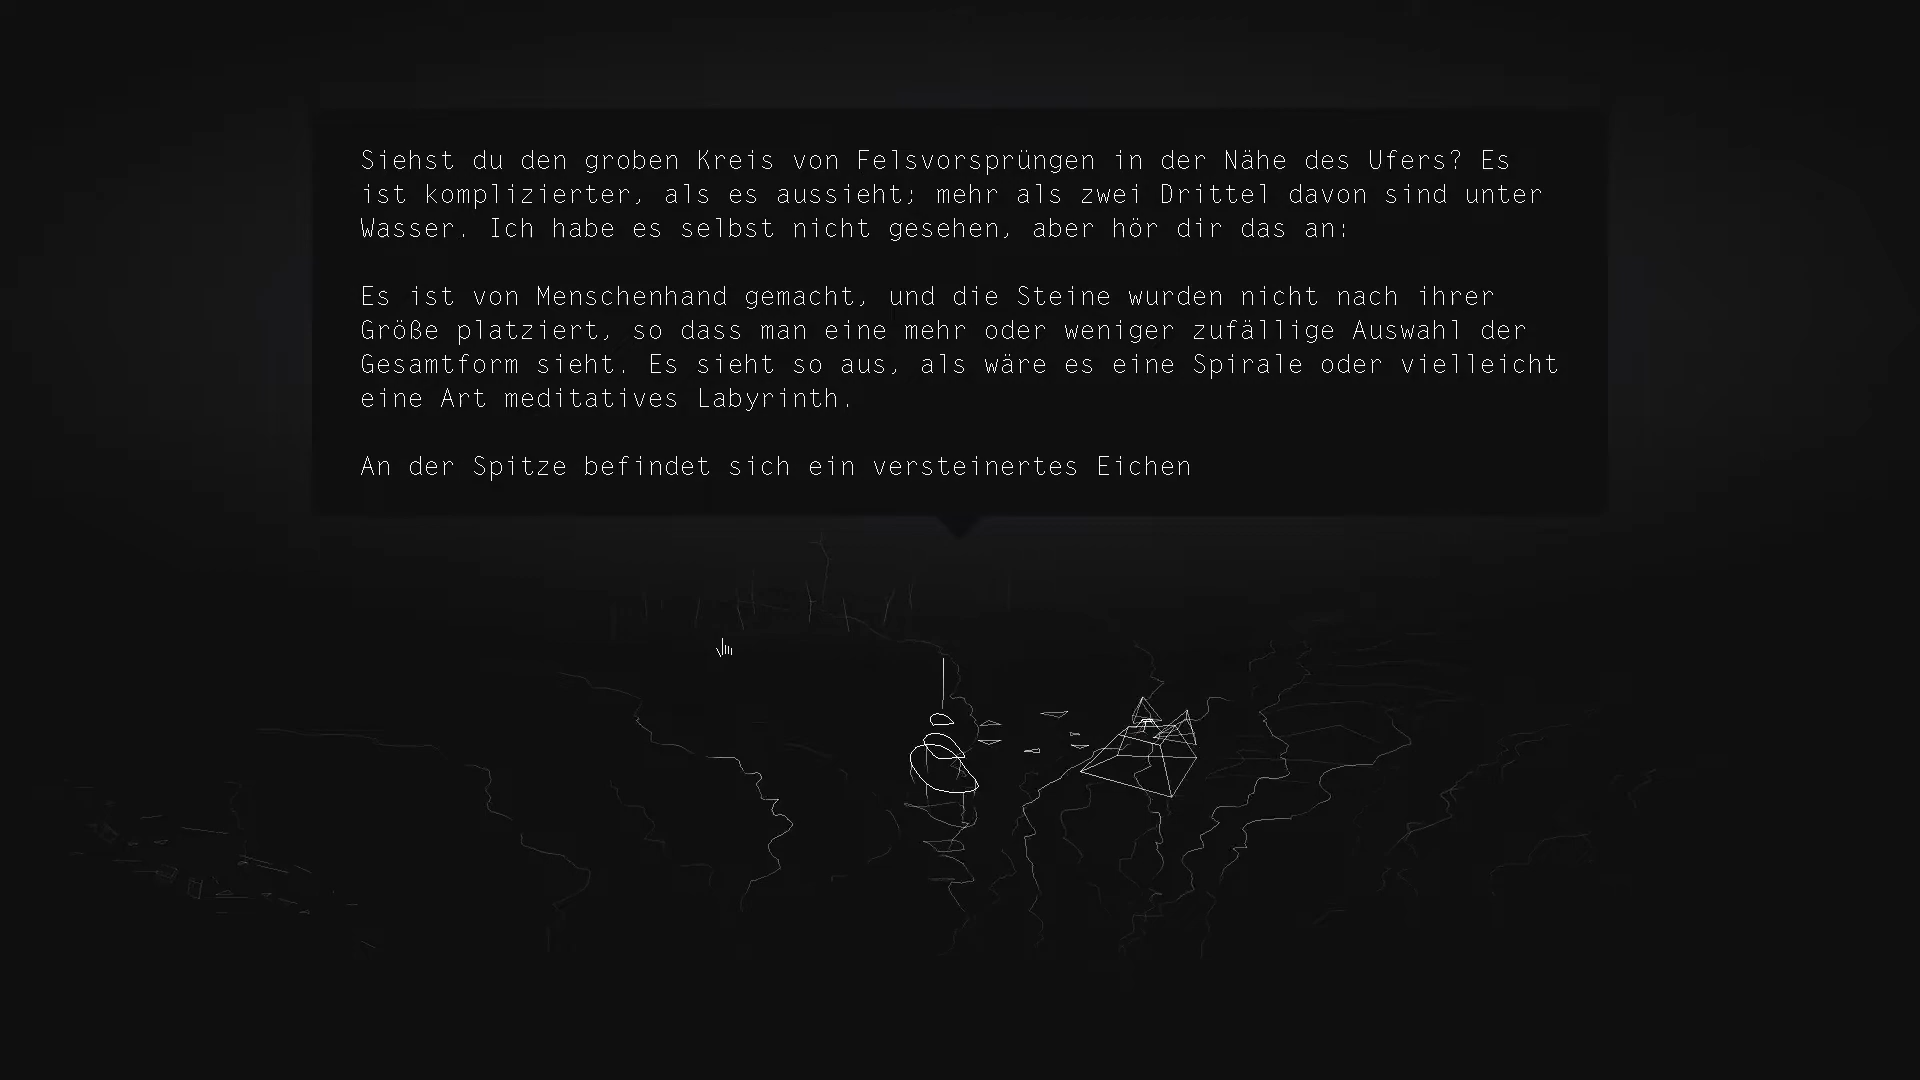 Siehst du den groben Kreis von Felsvorsprüngen in der Nähe des Ufers? Es
ist komplizierter, als es aussieht; mehr als zwei Drittel davon sind unter
Wasser. Ich habe es selbst nicht gesehen, aber hör dir das an:
Es ist von Menschenhand gemacht, und die Steine wurden nicht nach ihrer
Größe platziert, so dass man eine mehr oder weniger zufällige Auswahl der
Gesamtform sieht. Es sieht so aus, als wäre es eine Spirale oder vielleicht
eine Art meditatives Labyrinth.
An der Spitze befindet sich ein versteinertes Eichen